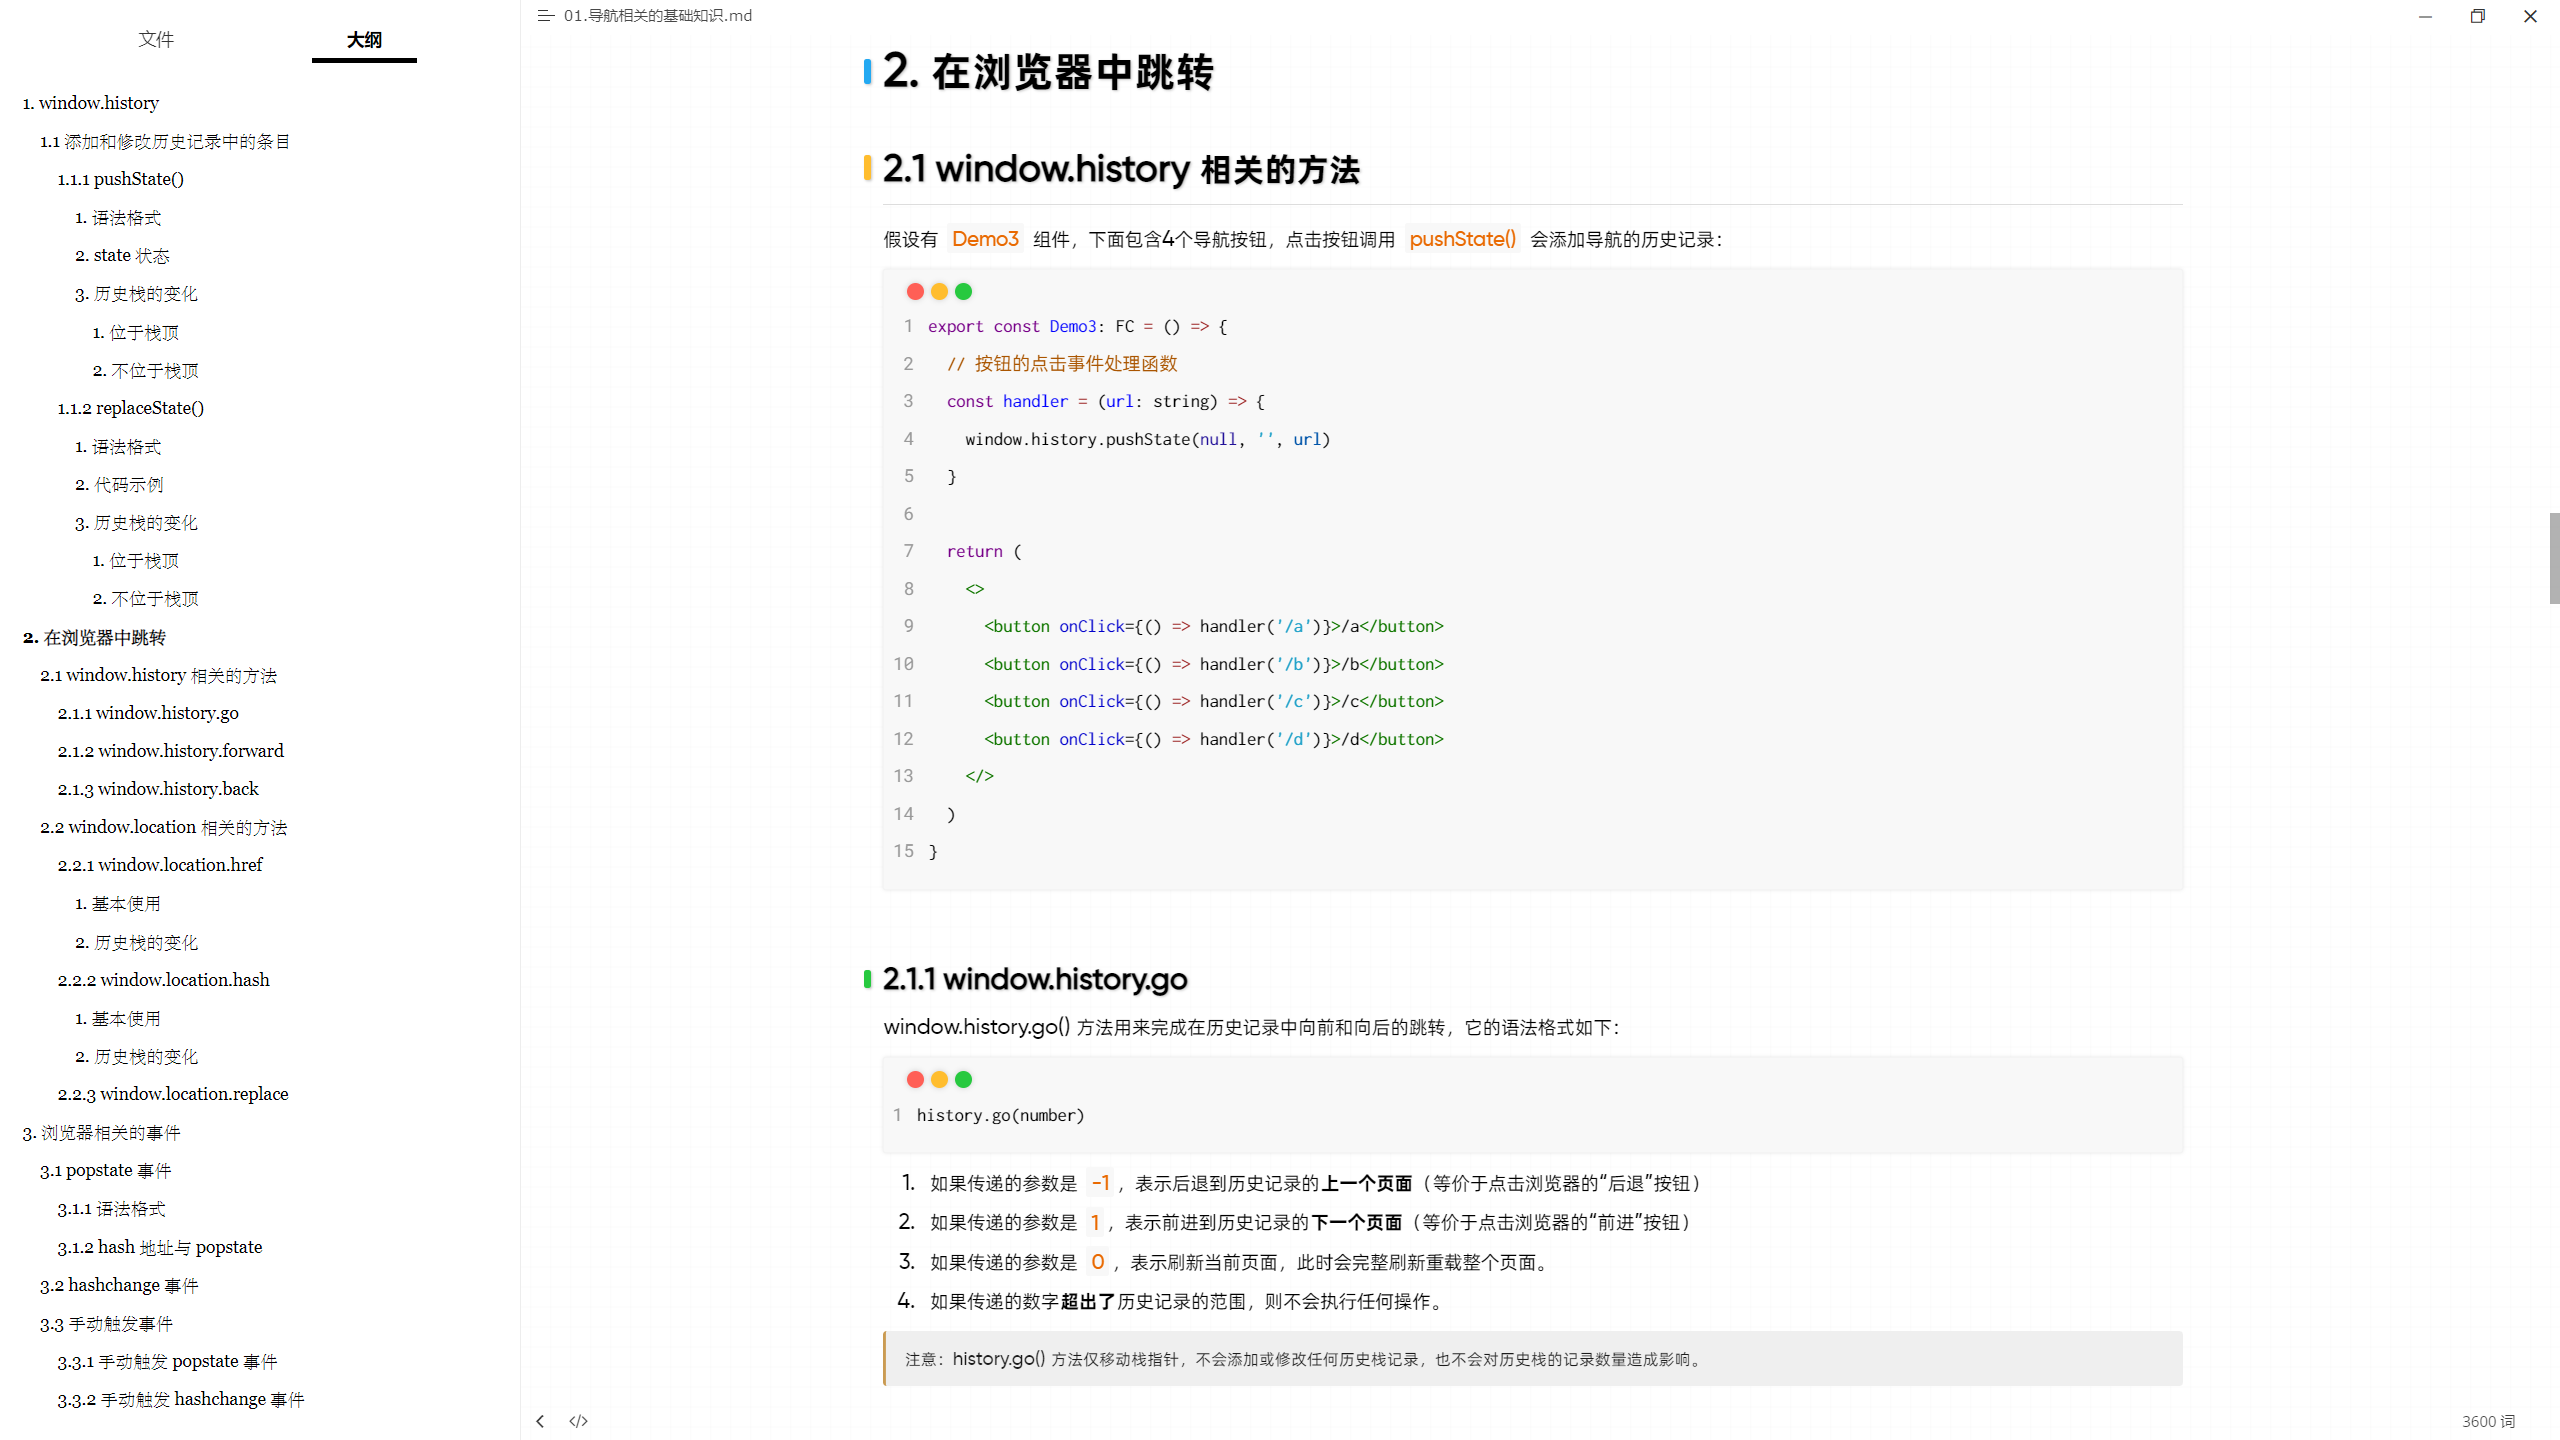 文件
大纲
1. window.history
1.1 添加和修改历史记录中的条目
1.1.1 pushState()
1. 语法格式
2. state 状态
3. 历史栈的变化
1. 位于栈顶
2. 不位于栈顶
1.1.2 replaceState()
1. 语法格式
2. 代码示例
3. 历史栈的变化
1. 位于栈顶
2. 不位于栈顶
2. 在浏览器中跳转
2.1 window.history 相关的方法
2.1.1 window.history.go
2.1.2 window.history.forward
2.1.3 window.history.back
2.2 window.location 相关的方法
2.2.1 window.location.href
1. 基本使用
2. 历史栈的变化
2.2.2 window.location.hash
1. 基本使用
2. 历史栈的变化
2.2.3 window.location.replace
3. 浏览器相关的事件
3.1 popstate 事件
3.1.1 语法格式
3.1.2 hash 地址与 popstate
3.2 hashchange 事件
3.3 手动触发事件
3.3.1 手动触发 popstate 事件
3.3.2 手动触发 hashchange 事件
01.导航相关的基础知识.md
2. 在浏览器中跳转
2.1 window.history 相关的方法
假设有 Demo3 组件，下面包含4个导航按钮，点击按钮调用 pushState() 会添加导航的历史记录：
1 export const Demo3: FC = () => {
2   // 按钮的点击事件处理函数
3   const handler = (url: string) => {
4     window.history.pushState(null, '', url)
5   }
6
7   return (
8     <>
9       <button onClick={() => handler('/a')}>/a</button>
10       <button onClick={() => handler('/b')}>/b</button>
11       <button onClick={() => handler('/c')}>/c</button>
12       <button onClick={() => handler('/d')}>/d</button>
13     </>
14   )
15 }
2.1.1 window.history.go
window.history.go() 方法用来完成在历史记录中向前和向后的跳转，它的语法格式如下：
1 history.go(number)
1. 如果传递的参数是 -1 ，表示后退到历史记录的上一个页面（等价于点击浏览器的“后退”按钮）
2. 如果传递的参数是 1 ，表示前进到历史记录的下一个页面（等价于点击浏览器的“前进”按钮）
3. 如果传递的参数是 0 ，表示刷新当前页面，此时会完整刷新重载整个页面。
4. 如果传递的数字超出了历史记录的范围，则不会执行任何操作。
注意：history.go() 方法仅移动栈指针，不会添加或修改任何历史栈记录，也不会对历史栈的记录数量造成影响。
3600 词